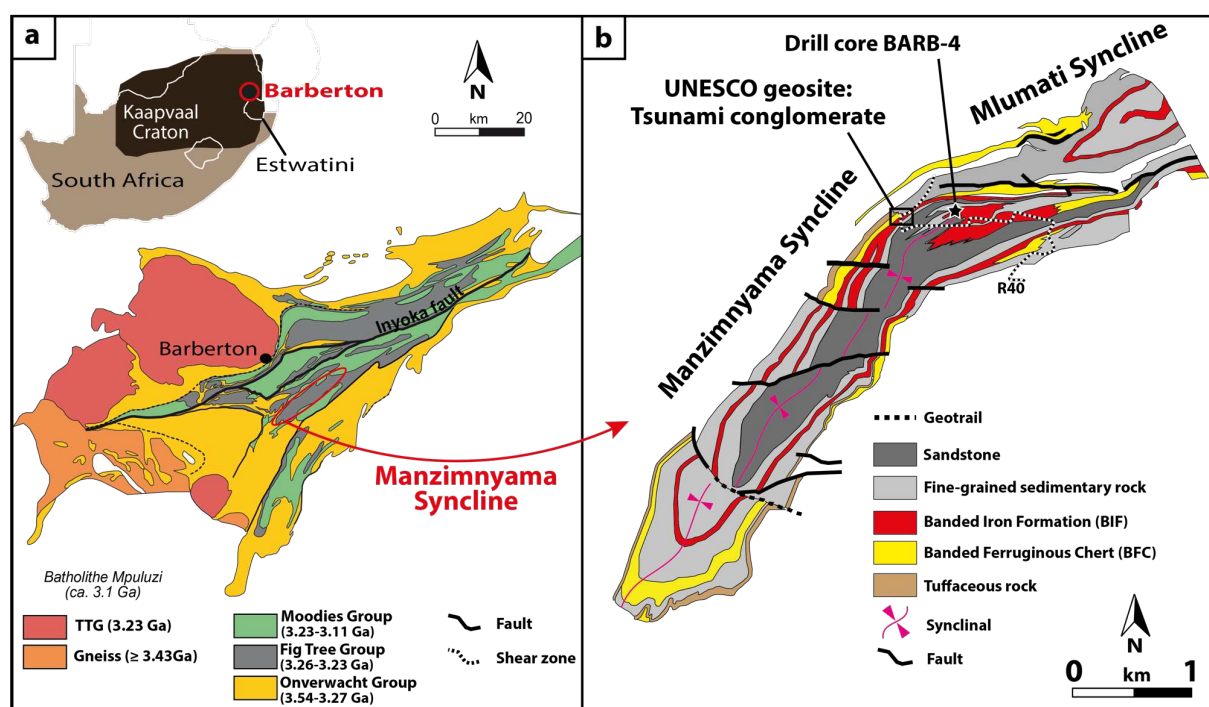 a
Barberton
Kaapvaal
Craton
Estwatini
South Africa
N
0 km 20
Inyoka fault
Barberton
Manzimnyama
Syncline
Batholithe Mpuluzi
(ca. 3.1 Ga)
TTG (3.23 Ga)
Gneiss (≥ 3.43Ga)
Moodies Group
(3.23-3.11 Ga)
Fig Tree Group
(3.26-3.23 Ga)
Onverwacht Group
(3.54-3.27 Ga)
Fault
Shear zone
b
Drill core BARB-4
UNESCO geosite:
Tsunami conglomerate
Mlumati Syncline
Manzimnyama Syncline
R40
Geotrail
Sandstone
Fine-grained sedimentary rock
Banded Iron Formation (BIF)
Banded Ferruginous Chert (BFC)
Tuffaceous rock
Synclinal
Fault
N
0 km 1